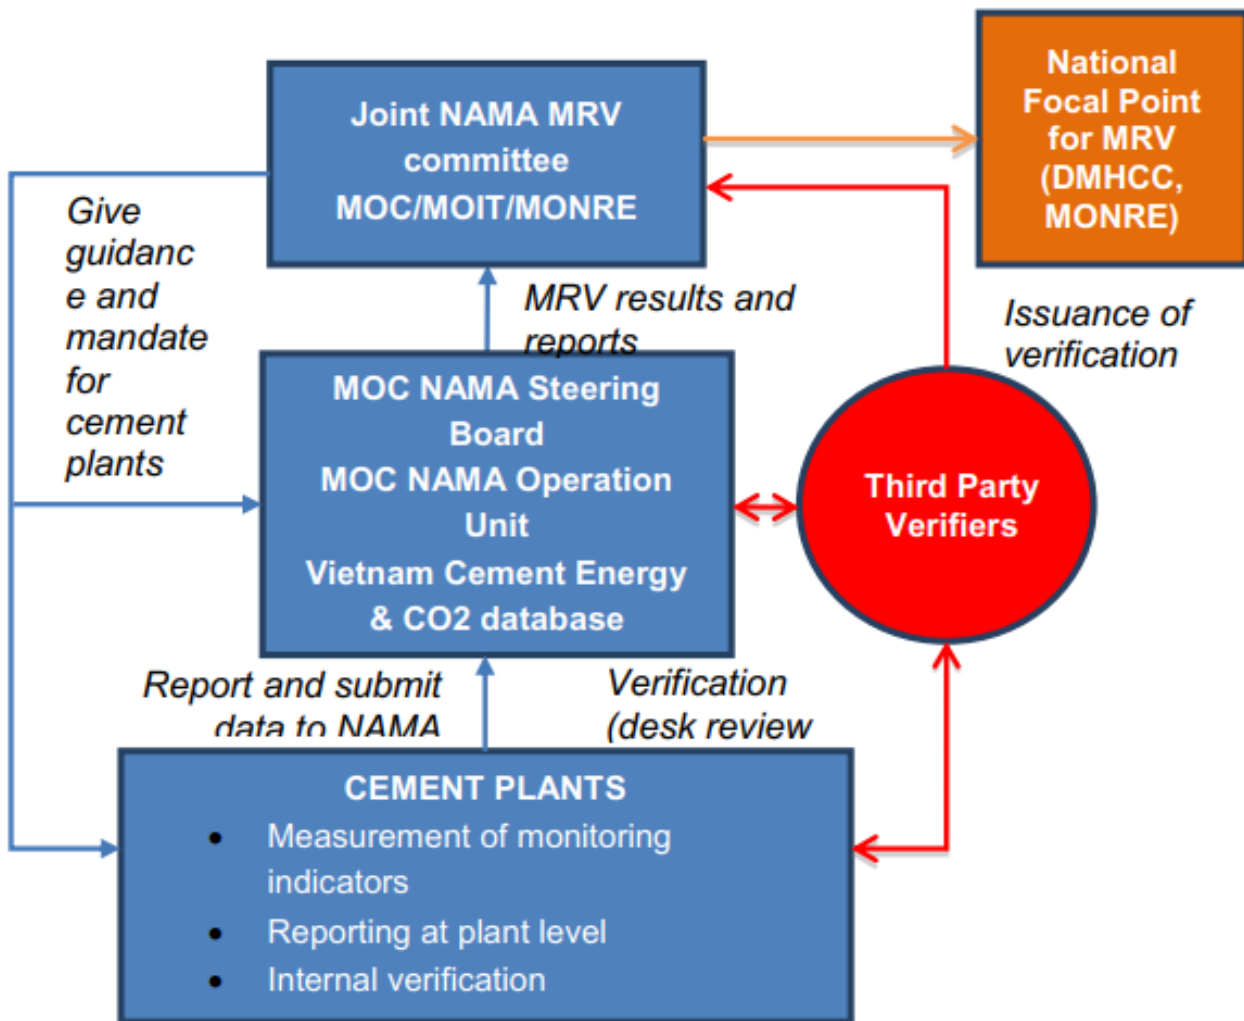 National
Focal Point
for MRV
(DMHCC,
MONRE)
Joint NAMA MRV
committee
MOC/MOIT/MONRE
Give
guidanc
e and
mandate
for
cement
plants
MRV results and
reports
Issuance of
verification
MOC NAMA Steering
Board
MOC NAMA Operation
Unit
Vietnam Cement Energy
& CO2 database
Third Party
Verifiers
Report and submit
data to NAMA
Verification
(desk review
CEMENT PLANTS
• Measurement of monitoring
indicators
• Reporting at plant level
• Internal verification